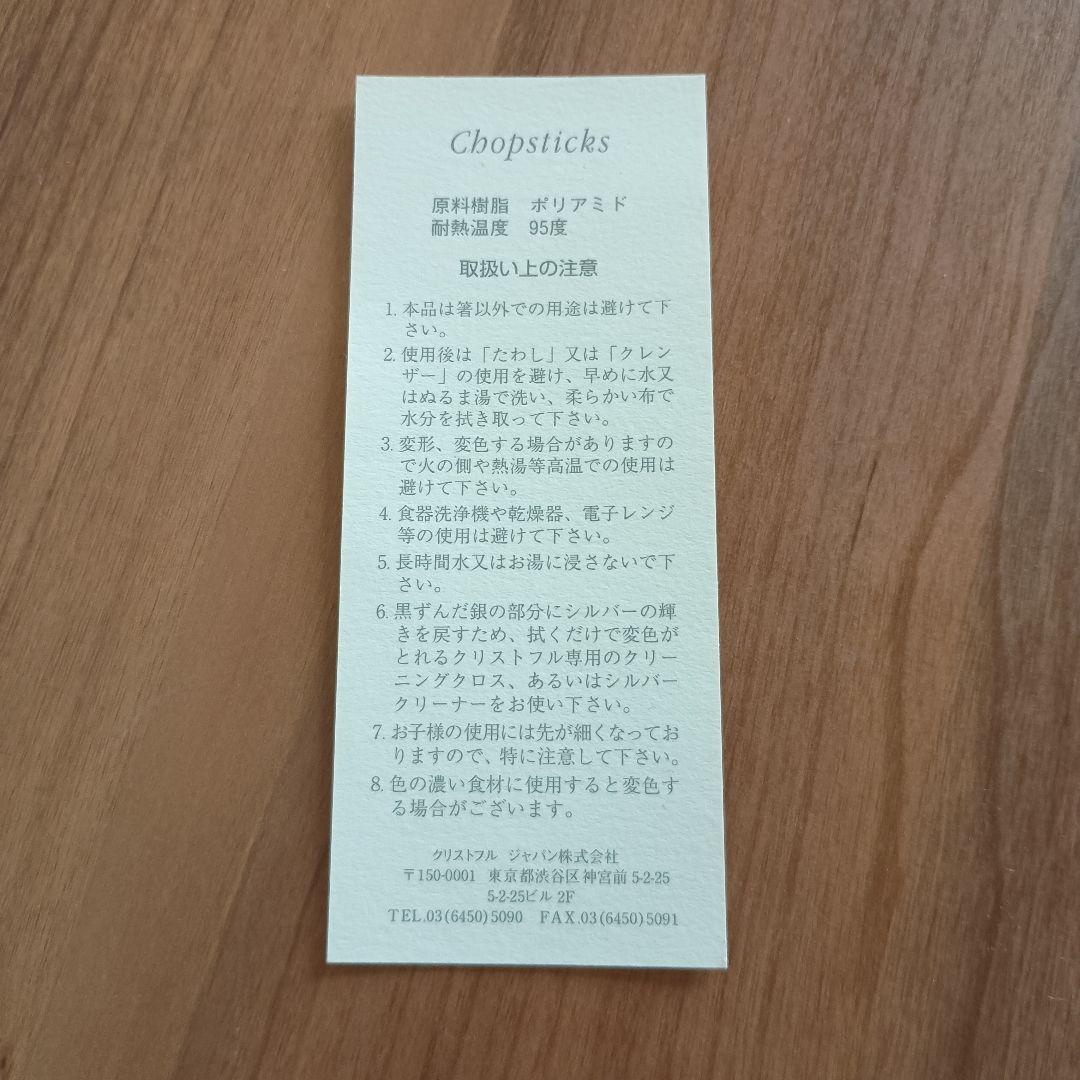 Chopsticks
原料樹脂　ポリアミド
耐熱温度　95度
取扱い上の注意
1. 本品は箸以外での用途は避けて下
さい。
2. 使用後は「たわし」又は「クレン
ザー」の使用を避け、早めに水又
はぬるま湯で洗い、柔らかい布で
水分を拭き取って下さい。
3. 変形、変色する場合がありますの
で火の側や熱湯等高温での使用は
避けて下さい。
4. 食器洗浄機や乾燥器、電子レンジ
等の使用は避けて下さい。
5. 長時間水又はお湯に浸さないで下
さい。
6. 黒ずんだ銀の部分にシルバーの輝
きを戻すため、拭くだけで変色が
とれるクリストフル専用のクリー
ニングクロス、あるいはシルバー
クリーナーをお使い下さい。
7. お子様の使用には先が細くなってお
りますので、特に注意して下さい。
8. 色の濃い食材に使用すると変色す
る場合がございます。
クリストフル　ジャパン株式会社
〒150-0001　東京都渋谷区神宮前 5-2-25
5-2-25ビル 2F
TEL.03(6450)5090　FAX.03(6450)5091